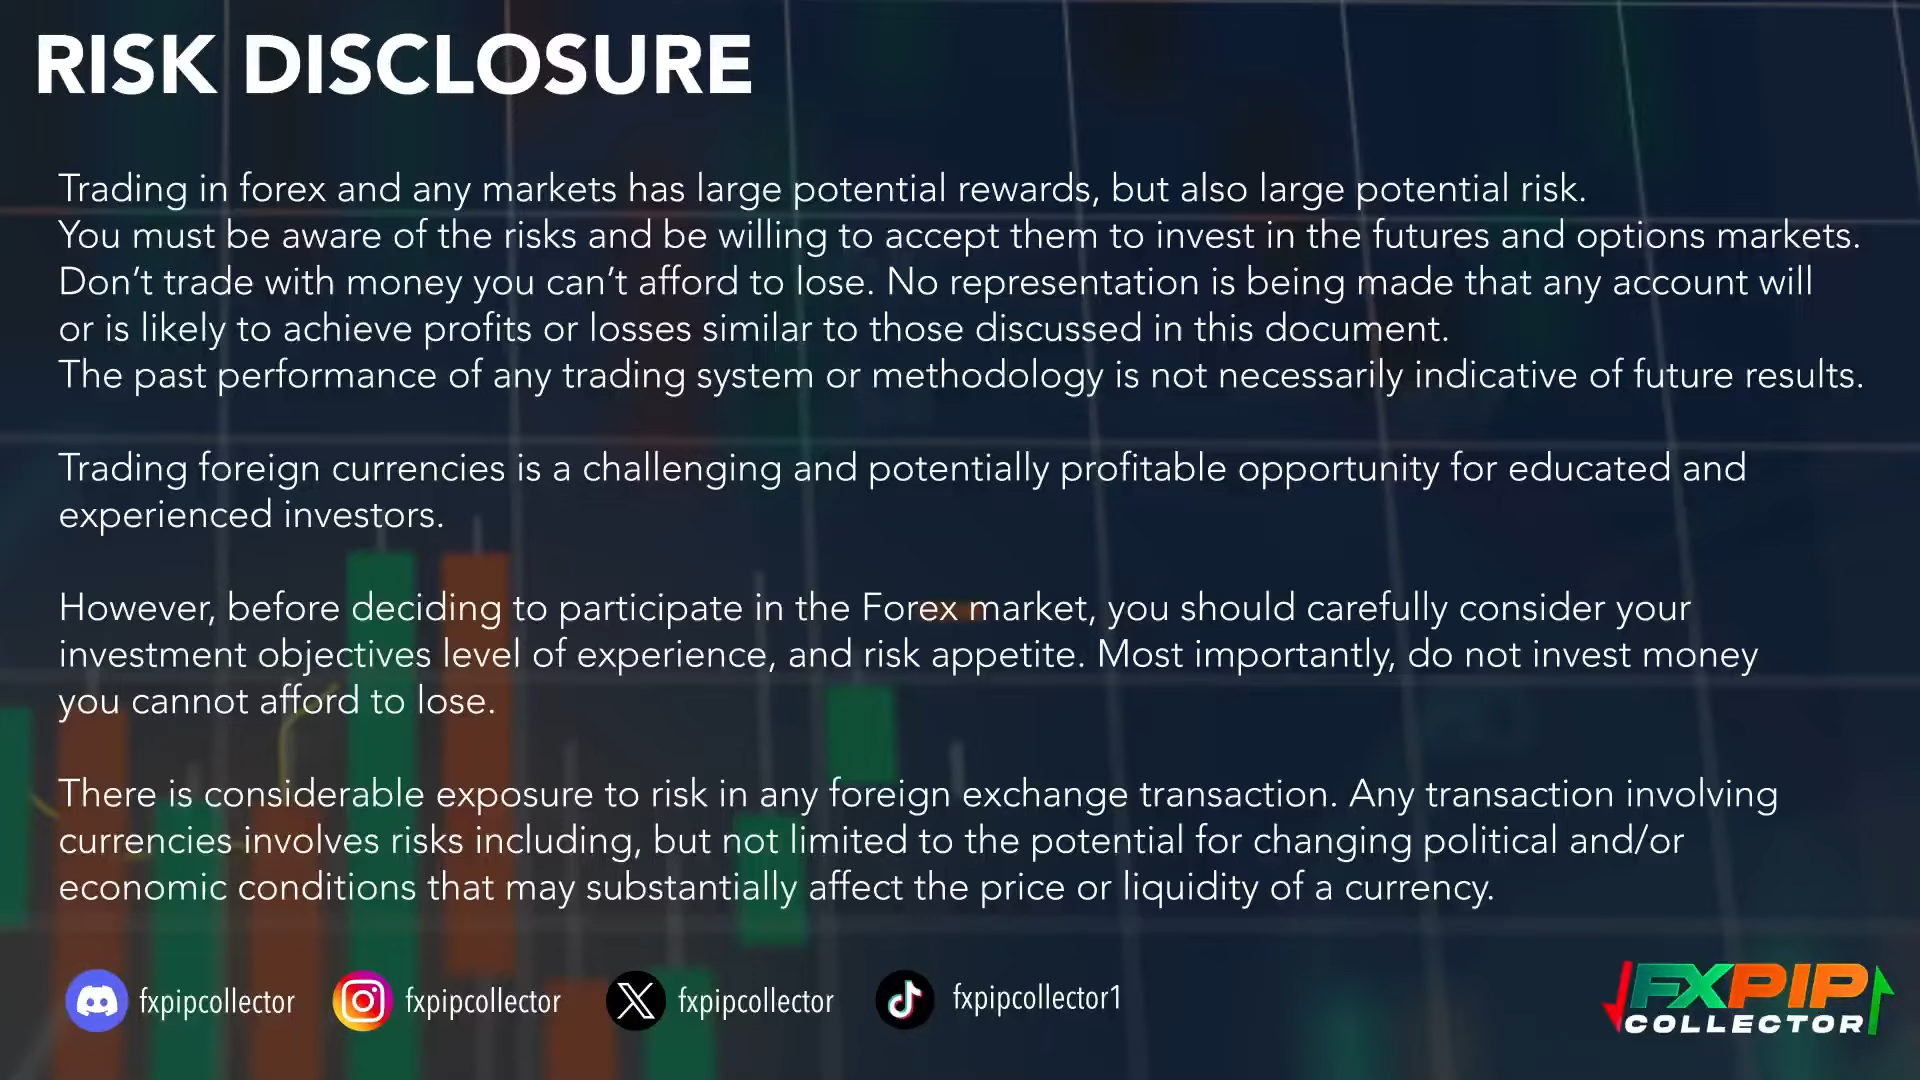 RISK DISCLOSURE
Trading in forex and any markets has large potential rewards, but also large potential risk.
You must be aware of the risks and be willing to accept them to invest in the futures and options markets.
Don’t trade with money you can’t afford to lose. No representation is being made that any account will
or is likely to achieve profits or losses similar to those discussed in this document.
The past performance of any trading system or methodology is not necessarily indicative of future results.
Trading foreign currencies is a challenging and potentially profitable opportunity for educated and
experienced investors.
However, before deciding to participate in the Forex market, you should carefully consider your
investment objectives level of experience, and risk appetite. Most importantly, do not invest money
you cannot afford to lose.
There is considerable exposure to risk in any foreign exchange transaction. Any transaction involving
currencies involves risks including, but not limited to the potential for changing political and/or
economic conditions that may substantially affect the price or liquidity of a currency.
fxpipcollector fxpipcollector fxpipcollector fxpipcollector1
FXPIP
COLLECTOR